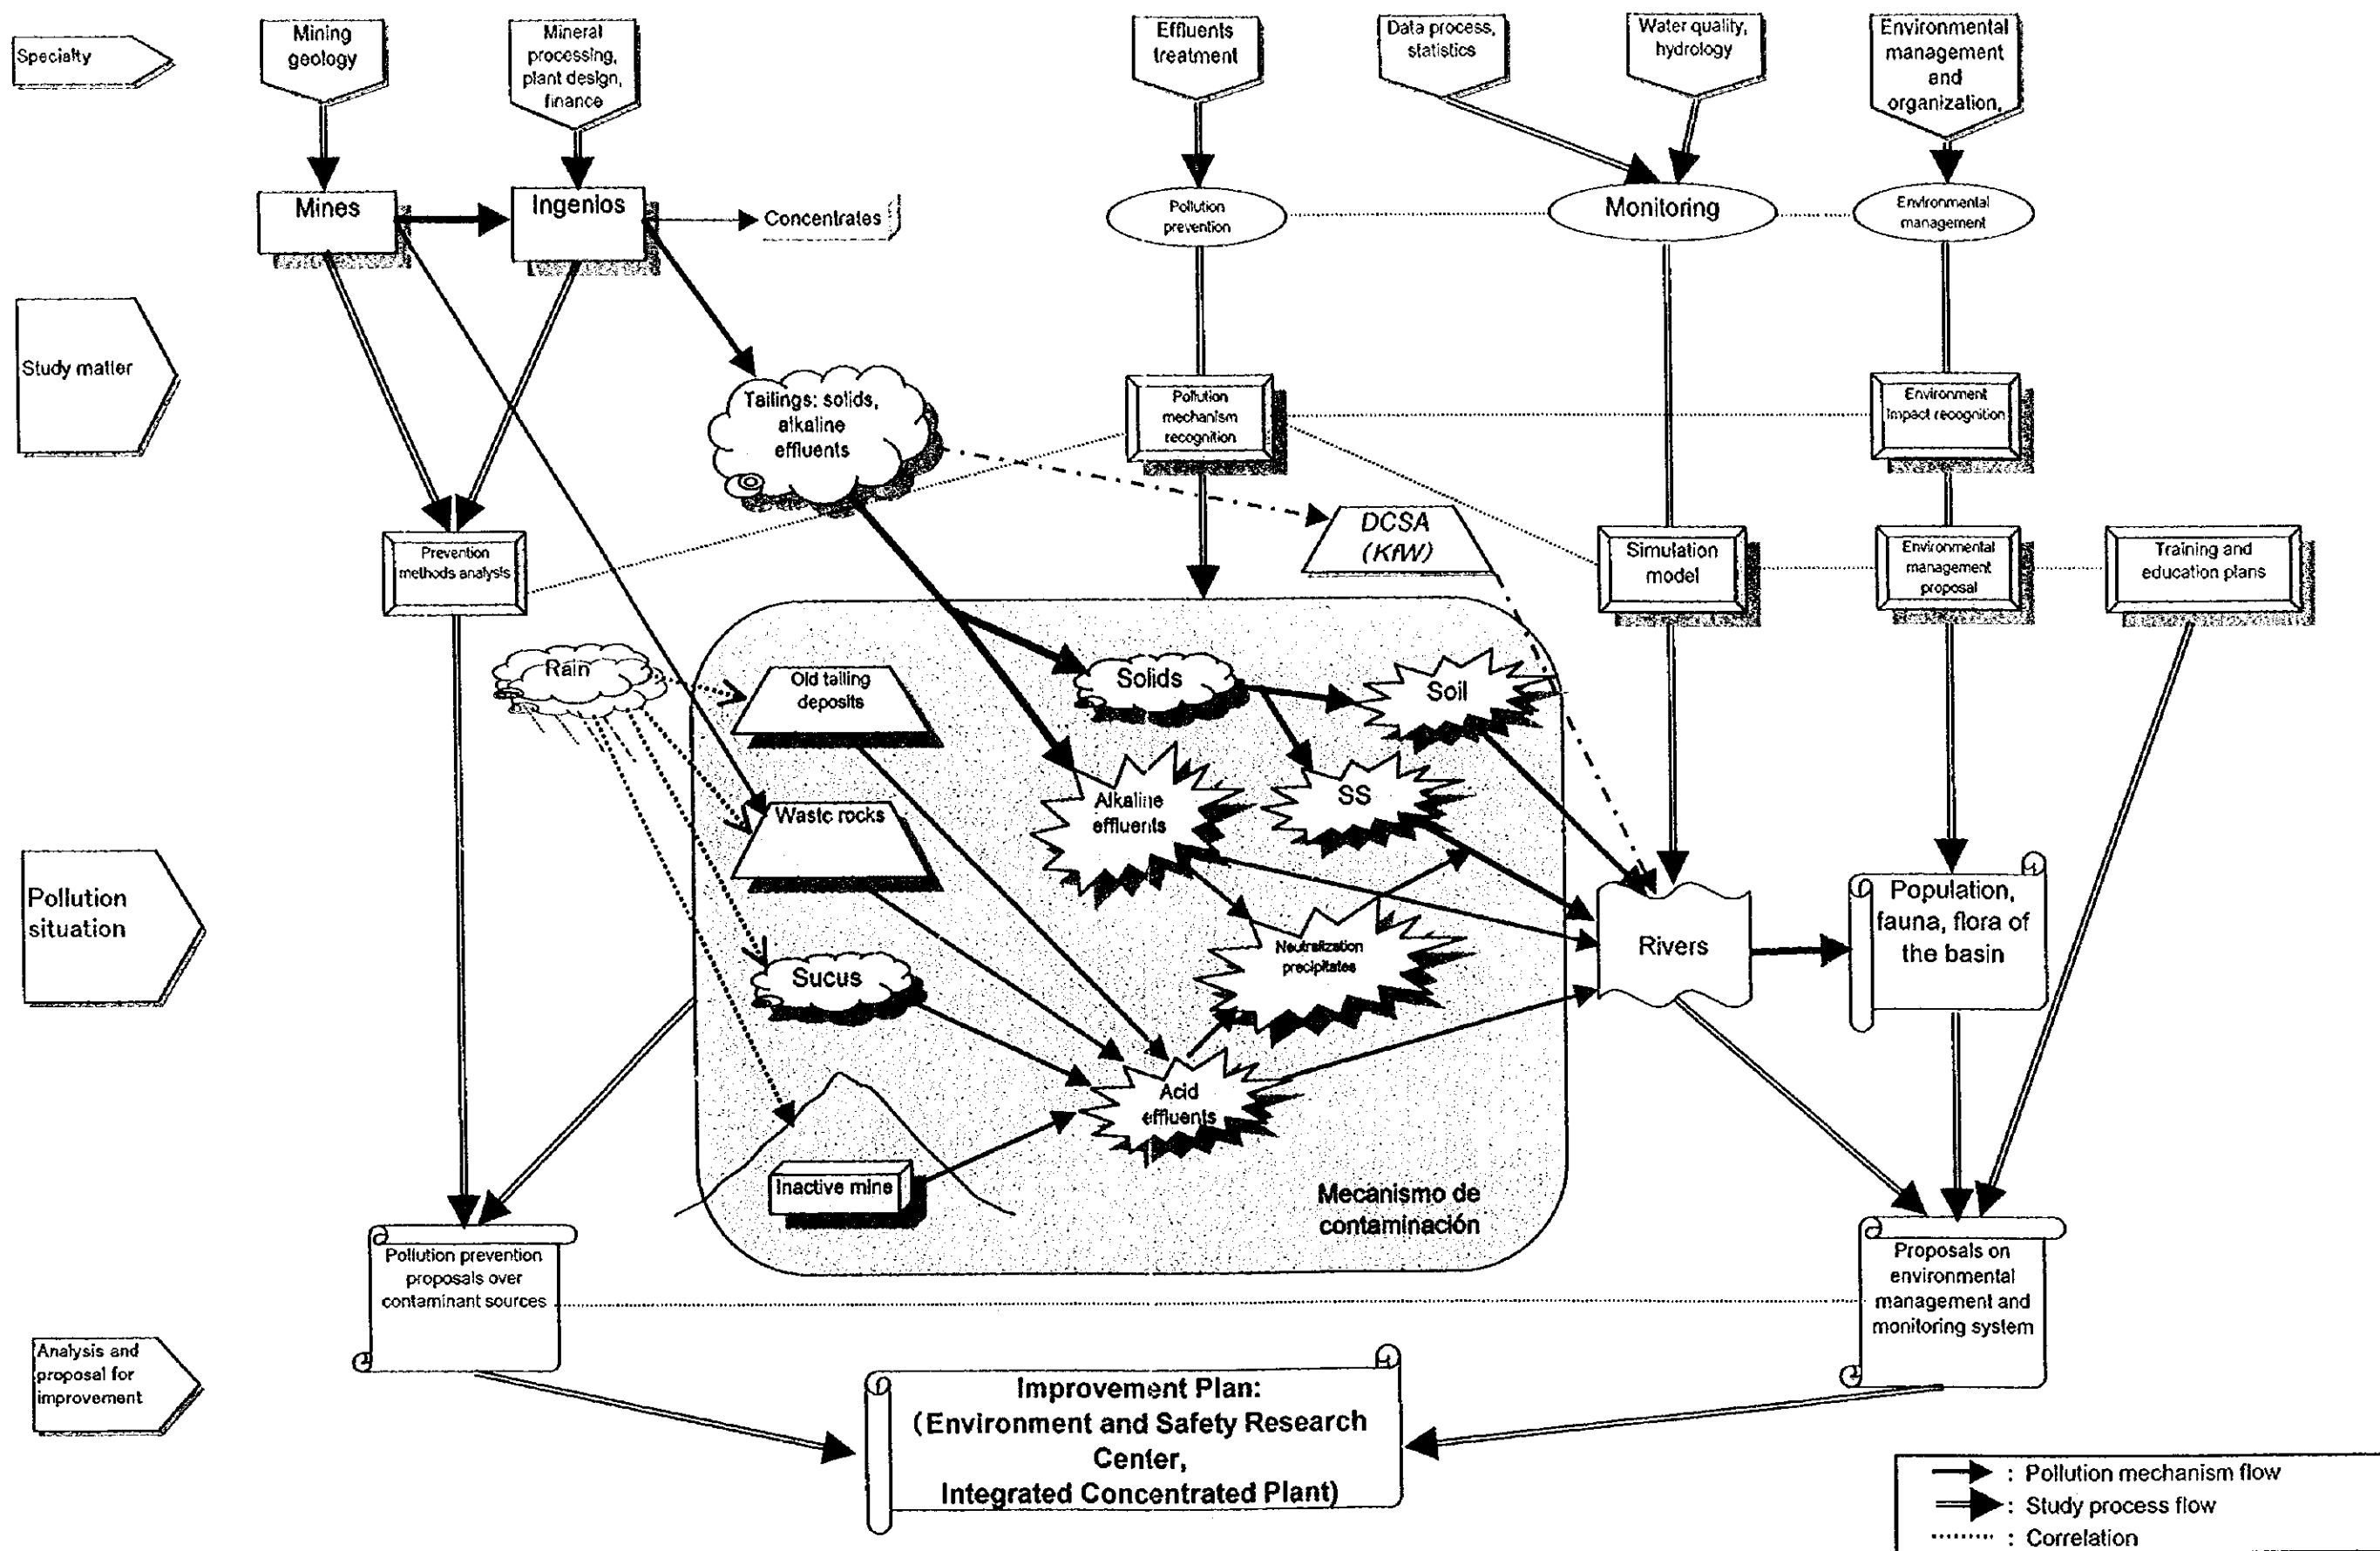 Specialty
Mining
geology
Mineral
processing,
plant design,
finance
Effluents
treatment
Data process,
statistics
Water quality,
hydrology
Environmental
management
and
organization,
Mines
Ingenios
Concentrates
Pollution
prevention
Monitoring
Environmental
management
Study matter
Tailings: solids,
alkaline
effluents
Pollution
mechanism
recognition
Environment
Impact recognition
Prevention
methods analysis
DCSA
(KfW)
Simulation
model
Environmental
management
proposal
Training and
education plans
Rain
Old tailing
deposits
Solids
Soil
Alkaline
effluents
SS
Waste rocks
Pollution
situation
Neutralization
precipitates
Rivers
Population,
fauna, flora of
the basin
Sucus
Acid
effluents
Inactive mine
Mecanismo de
contaminación
Pollution prevention
proposals over
contaminant sources
Proposals on
environmental
management and
monitoring system
Analysis and
proposal for
improvement
Improvement Plan:
(Environment and Safety Research
Center,
Integrated Concentrated Plant)
: Pollution mechanism flow
: Study process flow
: Correlation